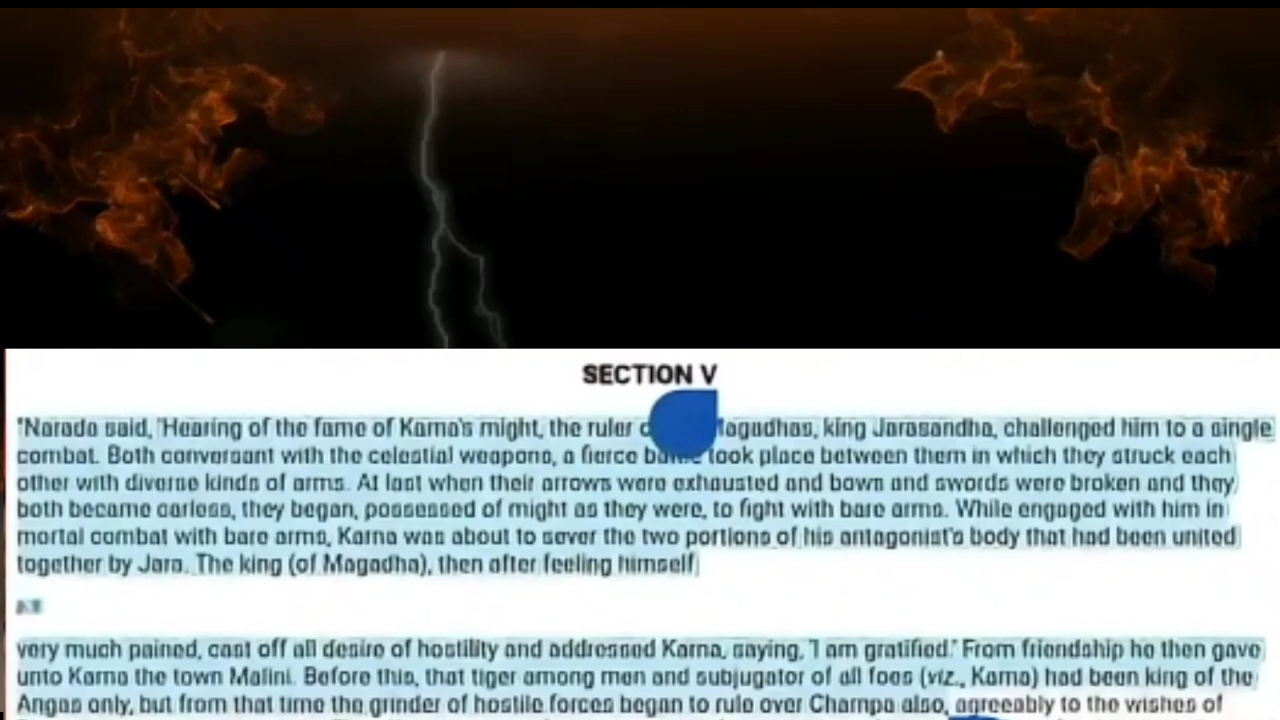 SECTION V
"Narada said, 'Hearing of the fame of Karna's might, the ruler agadhas, king Jarasandha, challenged him to a single
combat. Both conversant with the celestial weapons, a fierce took place between them in which they struck each
other with diverse kinds of arms. At last when their arrows were exhausted and bows and swords were broken and they
both became carless, they began, possessed of might as they were, to fight with bare arms. While engaged with him in
mortal combat with bare arms, Karna was about to sever the two portions of his antagonist's body that had been united
together by Jara. The king (of Magadha), then after feeling himself
very much pained, cast off all desire of hostility and addressed Karna, saying, 'I am gratified.' From friendship he then gave
unto Karna the town Malini. Before this, that tiger among men and subjugator of all foes (viz., Karna) had been king of the
Angas only, but from that time the grinder of hostile forces began to rule over Champa also, agreeably to the wishes of